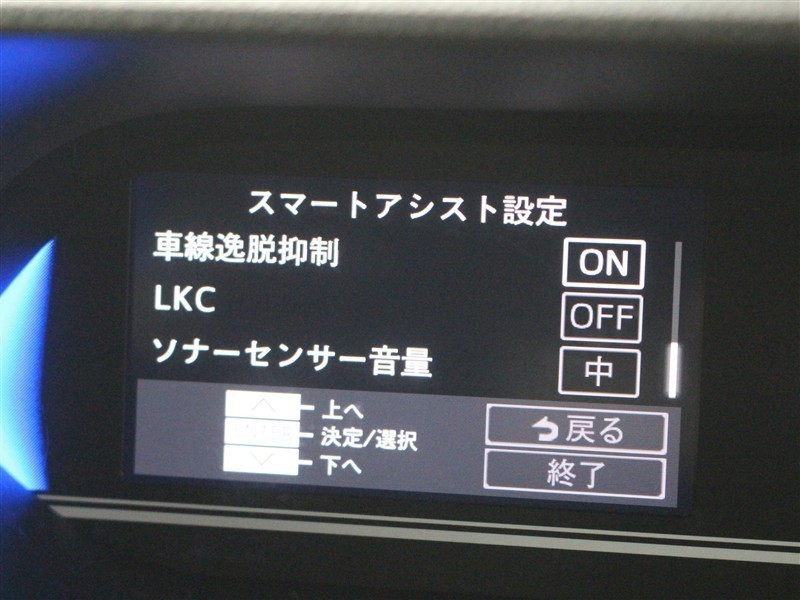 スマートアシスト設定
車線逸脱抑制 ON
LKC OFF
ソナーセンサー音量 中
上へ
決定/選択
下へ
戻る
終了